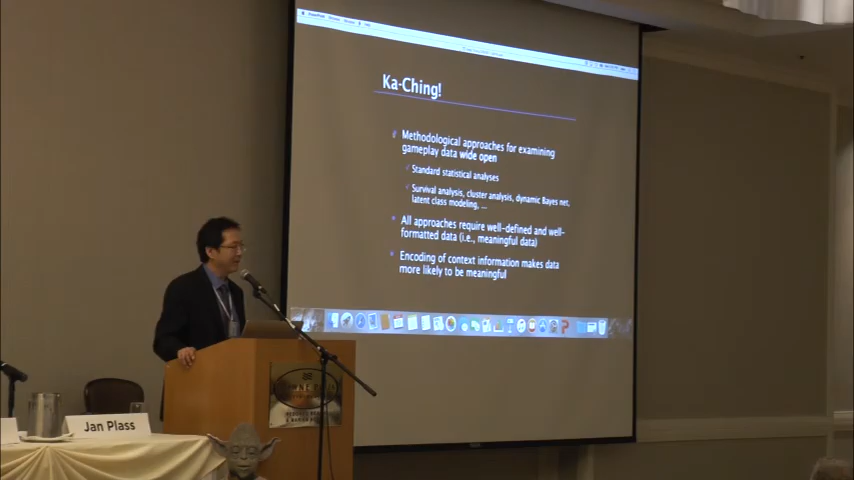 Ka-Ching!
Methodological approaches for examining
gameplay data wide open
Standard statistical analyses
Survival analysis, cluster analysis, dynamic Bayes net,
latent class modeling, ...
All approaches require well-defined and well-
formatted data (i.e., meaningful data)
Encoding of context information makes data
more likely to be meaningful
Jan Plass